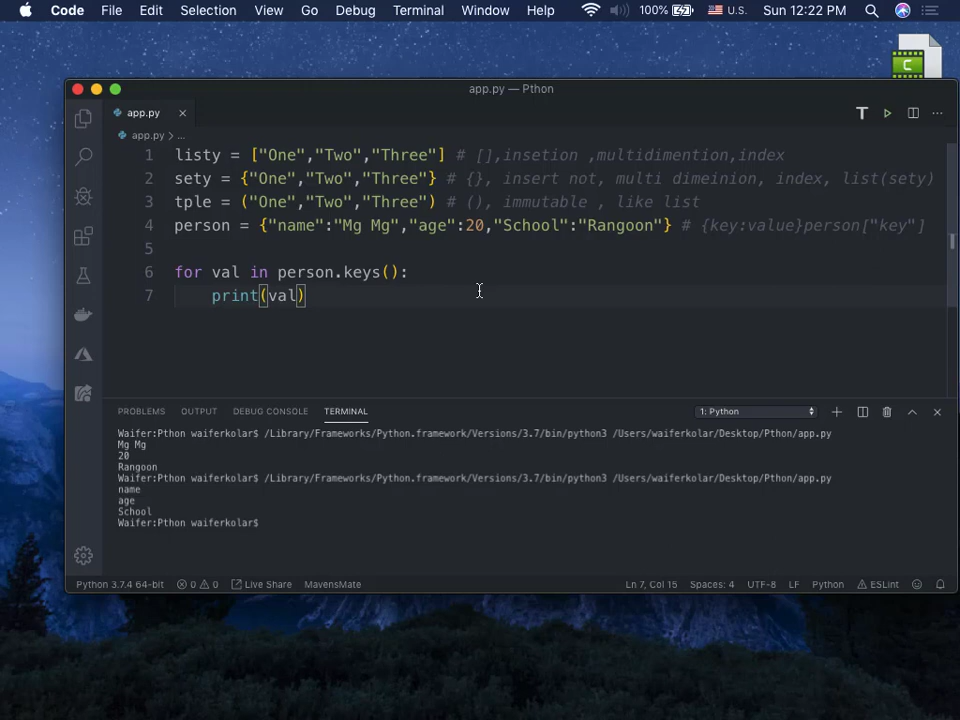 Code File Edit Selection View Go Debug Terminal Window Help 100% U.S. Sun 12:22 PM
C
app.py — Pthon
app.py
app.py > ...
1 listy = ["One","Two","Three"] # [],insetion ,multidimention,index
2 sety = {"One","Two","Three"} # {}, insert not, multi dimeinion , index, list(sety)
3 tple = ("One","Two","Three") # (), immutable , like list
4 person = {"name":"Mg Mg","age":20,"School":"Rangoon"} # {key:value}person["key"]
5
6 for val in person.keys():
7 print(val)
PROBLEMS OUTPUT DEBUG CONSOLE TERMINAL 1: Python
Waifer:Pthon waiferkolar$ /Library/Frameworks/Python.framework/Versions/3.7/bin/python3 /Users/waiferkolar/Desktop/Pthon/app.py
Mg Mg
20
Rangoon
Waifer:Pthon waiferkolar$ /Library/Frameworks/Python.framework/Versions/3.7/bin/python3 /Users/waiferkolar/Desktop/Pthon/app.py
name
age
School
Waifer:Pthon waiferkolar$
Python 3.7.4 64-bit 0 0 Live Share MavensMate Ln 7, Col 15 Spaces: 4 UTF-8 LF Python ESLint